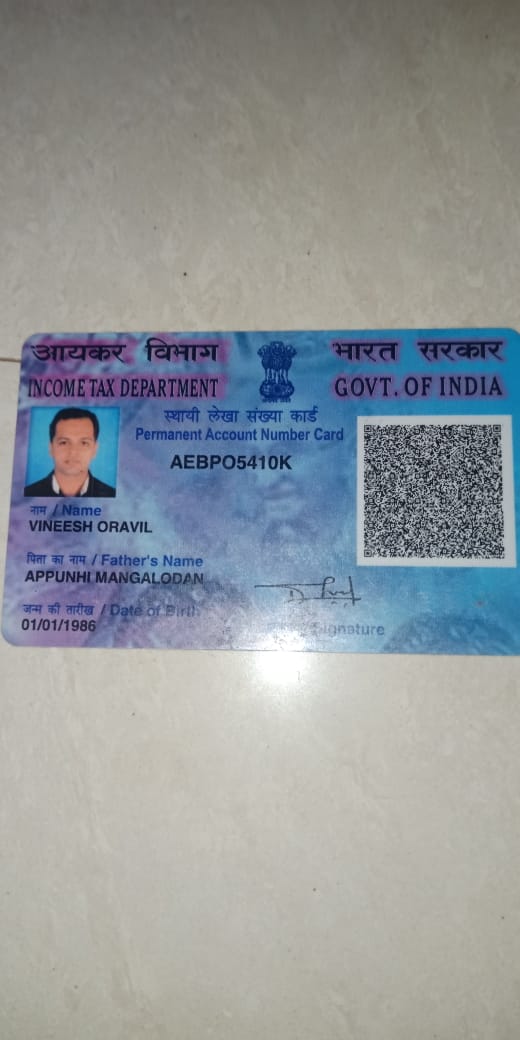 आयकर विभाग
INCOME TAX DEPARTMENT
भारत सरकार
GOVT. OF INDIA
स्थायी लेखा संख्या कार्ड
Permanent Account Number Card
AEBPO5410K
नाम / Name
VINEESH ORAVIL
पिता का नाम / Father's Name
APPUNHI MANGALODAN
जन्म की तारीख / Date of Birth
01/01/1986
Signature